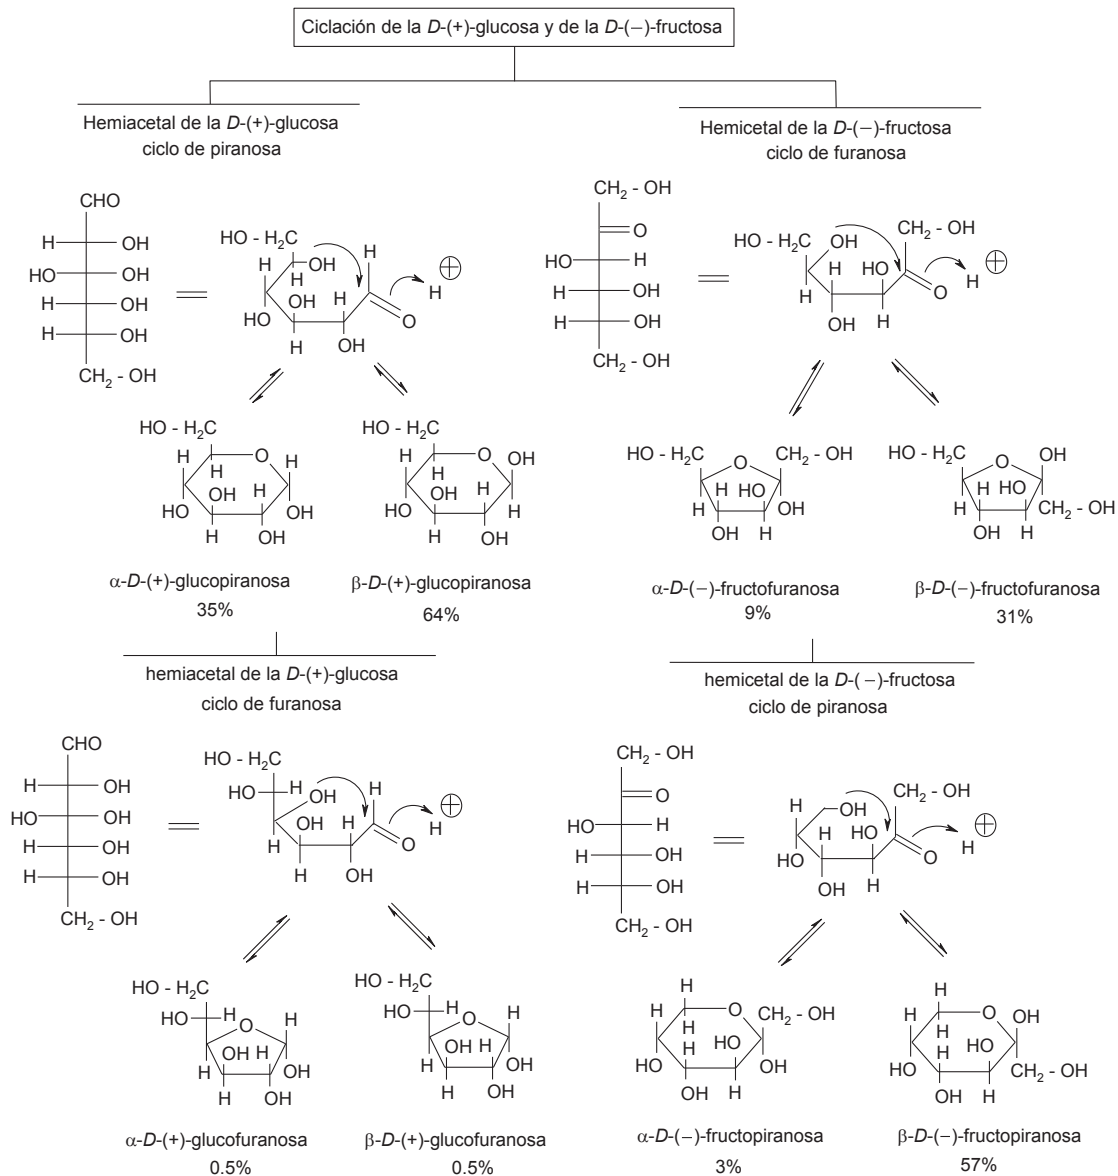 Ciclación de la D-(+)-glucosa y de la D-(−)-fructosa
Hemiacetal de la D-(+)-glucosa
ciclo de piranosa
Hemicetal de la D-(−)-fructosa
ciclo de furanosa
CHO
H OH
HO OH
H OH
H OH
CH2 - OH
=
HO - H2C
H OH H
OH H
HO O
H OH
H ⊕
CH2 - OH
O
HO H
H OH
H OH
CH2 - OH
=
HO - H2C OH CH2 - OH
H H HO
O
OH H
H ⊕
HO - H2C
H O H
H
OH H
HO OH
H OH
HO - H2C
H O OH
H
OH H
HO H
H OH
HO - H2C O CH2 - OH
H HO
H OH
OH H
HO - H2C O OH
H HO
H CH2 - OH
OH H
α-D-(+)-glucopiranosa
35%
β-D-(+)-glucopiranosa
64%
α-D-(−)-fructofuranosa
9%
β-D-(−)-fructofuranosa
31%
hemiacetal de la D-(+)-glucosa
ciclo de furanosa
hemicetal de la D-(−)-fructosa
ciclo de piranosa
CHO
H OH
HO OH
H OH
H OH
CH2 - OH
=
HO - H2C
HO H OH H
OH H
H O
H OH
H ⊕
CH2 - OH
O
HO H
H OH
H OH
CH2 - OH
=
CH2 - OH
H OH
H HO
HO O
OH H
H ⊕
HO - H2C
HO H O H
OH H
H OH
H OH
HO - H2C
HO H O H
OH H
H OH
H OH
H
H O CH2 - OH
H HO
H
HO OH
OH H
H
H O OH
H HO
H
HO CH2 - OH
OH H
α-D-(+)-glucofuranosa
0.5%
β-D-(+)-glucofuranosa
0.5%
α-D-(−)-fructopiranosa
3%
β-D-(−)-fructopiranosa
57%